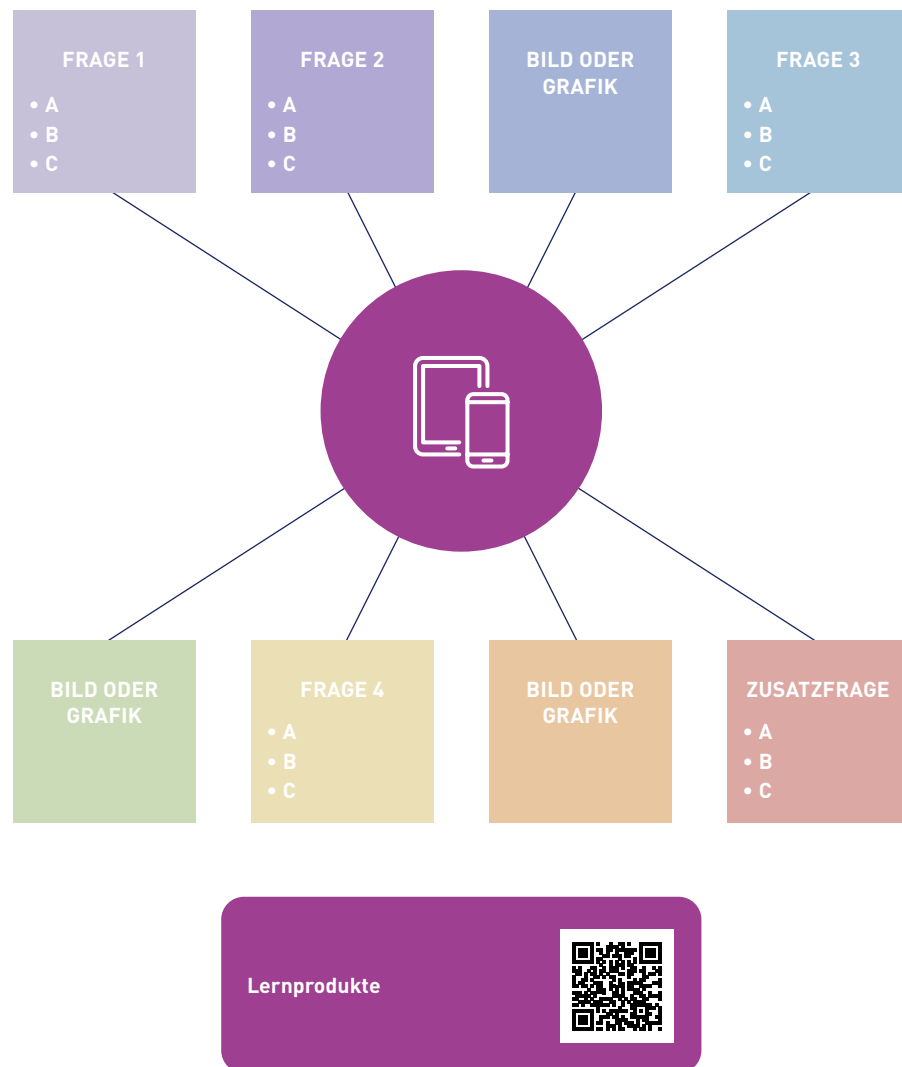 FRAGE 1
• A
• B
• C
FRAGE 2
• A
• B
• C
BILD ODER
GRAFIK
FRAGE 3
• A
• B
• C
BILD ODER
GRAFIK
FRAGE 4
• A
• B
• C
BILD ODER
GRAFIK
ZUSATZFRAGE
• A
• B
• C
Lernprodukte